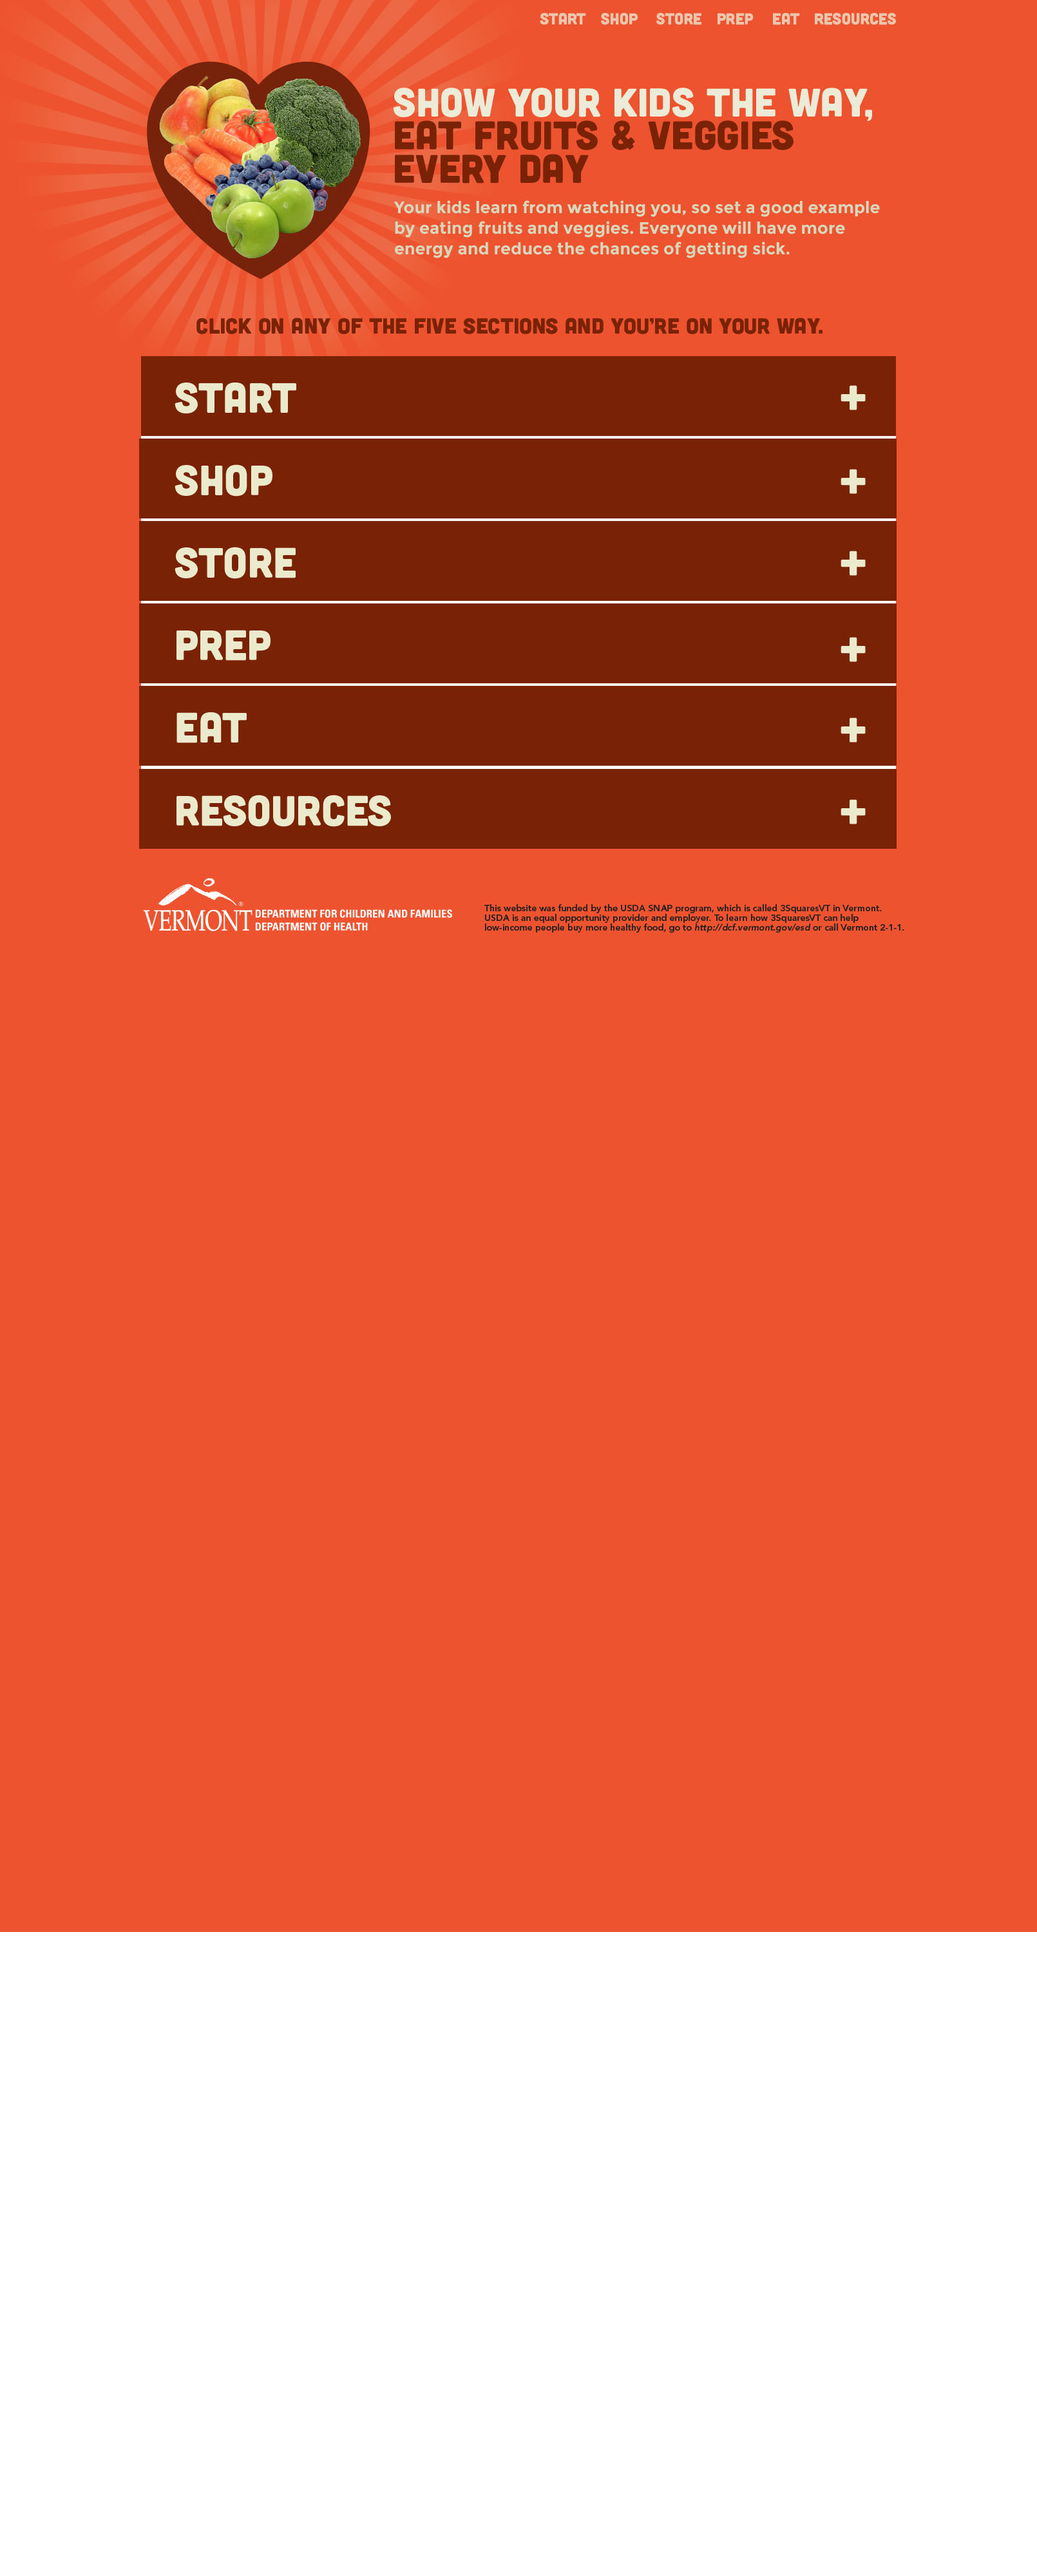 START SHOP STORE PREP EAT RESOURCES
SHOW YOUR KIDS THE WAY,
EAT FRUITS & VEGGIES
EVERY DAY
Your kids learn from watching you, so set a good example
by eating fruits and veggies. Everyone will have more
energy and reduce the chances of getting sick.
CLICK ON ANY OF THE FIVE SECTIONS AND YOU'RE ON YOUR WAY.
START +
SHOP +
STORE +
PREP +
EAT +
RESOURCES +
VERMONT® DEPARTMENT FOR CHILDREN AND FAMILIES
DEPARTMENT OF HEALTH
This website was funded by the USDA SNAP program, which is called 3SquaresVT in Vermont.
USDA is an equal opportunity provider and employer. To learn how 3SquaresVT can help
low-income people buy more healthy food, go to http://dcf.vermont.gov/esd or call Vermont 2-1-1.